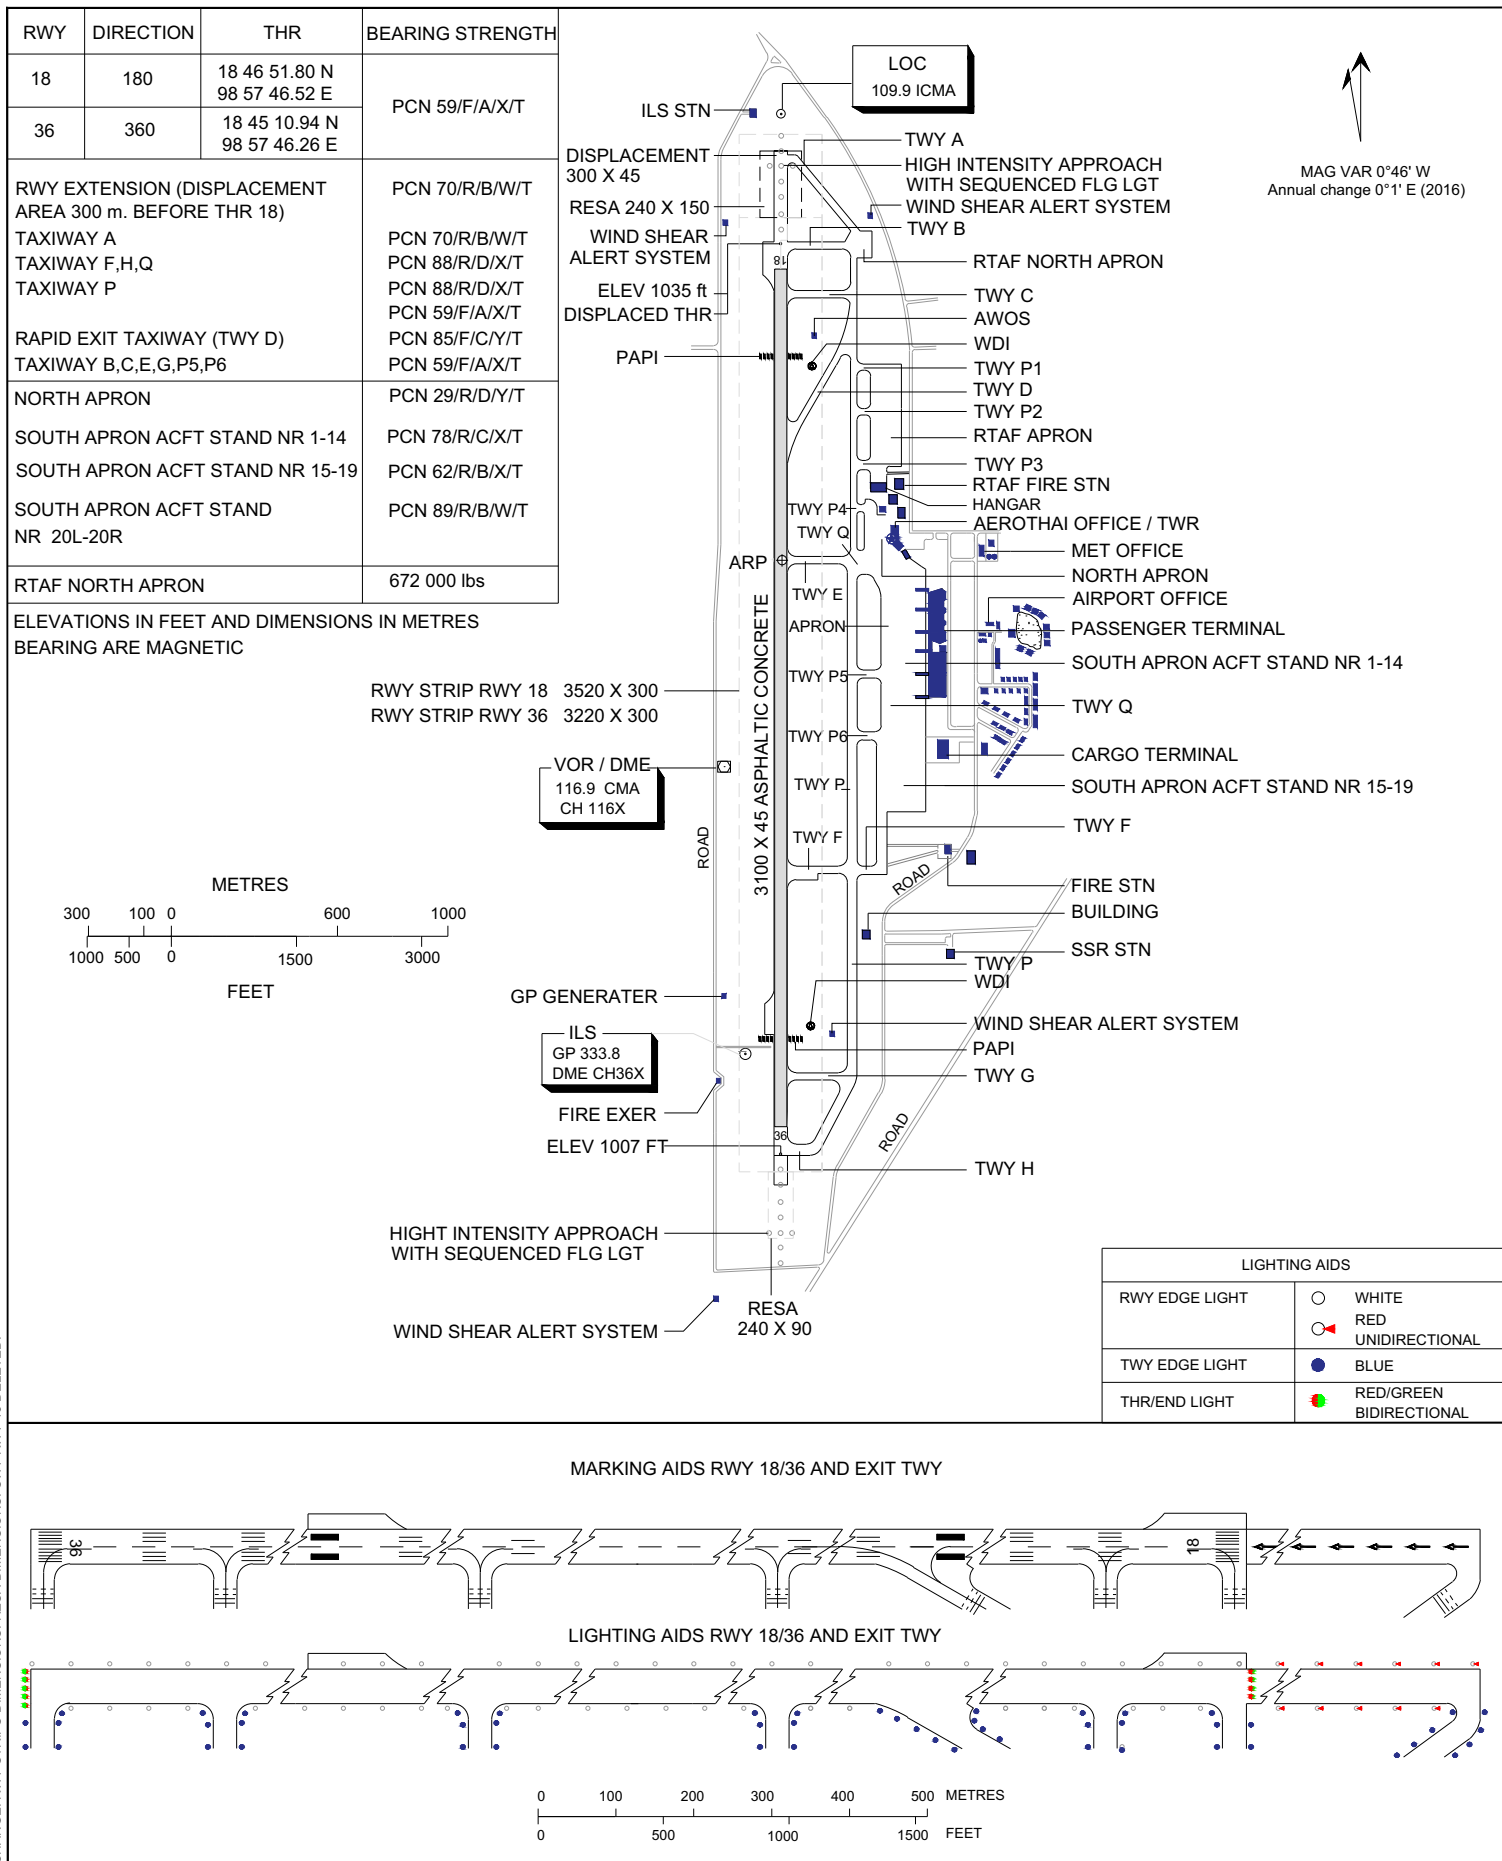 RWY DIRECTION THR BEARING STRENGTH
18 180 18 46 51.80 N
98 57 46.52 E
PCN 59/F/A/X/T
36 360 18 45 10.94 N
98 57 46.26 E
RWY EXTENSION (DISPLACEMENT PCN 70/R/B/W/T
AREA 300 m. BEFORE THR 18)
TAXIWAY A PCN 70/R/B/W/T
TAXIWAY F,H,Q PCN 88/R/D/X/T
TAXIWAY P PCN 88/R/D/X/T
PCN 59/F/A/X/T
RAPID EXIT TAXIWAY (TWY D) PCN 85/F/C/Y/T
TAXIWAY B,C,E,G,P5,P6 PCN 59/F/A/X/T
NORTH APRON PCN 29/R/D/Y/T
SOUTH APRON ACFT STAND NR 1-14 PCN 78/R/C/X/T
SOUTH APRON ACFT STAND NR 15-19 PCN 62/R/B/X/T
SOUTH APRON ACFT STAND PCN 89/R/B/W/T
NR 20L-20R
RTAF NORTH APRON 672 000 lbs
ELEVATIONS IN FEET AND DIMENSIONS IN METRES
BEARING ARE MAGNETIC
LOC
109.9 ICMA
MAG VAR 0°46' W
Annual change 0°1' E (2016)
ILS STN
DISPLACEMENT
300 X 45
RESA 240 X 150
WIND SHEAR
ALERT SYSTEM
ELEV 1035 ft
DISPLACED THR
PAPI
TWY A
HIGH INTENSITY APPROACH
WITH SEQUENCED FLG LGT
WIND SHEAR ALERT SYSTEM
TWY B
RTAF NORTH APRON
TWY C
AWOS
WDI
TWY P1
TWY D
TWY P2
RTAF APRON
TWY P3
RTAF FIRE STN
HANGAR
AEROTHAI OFFICE / TWR
MET OFFICE
NORTH APRON
AIRPORT OFFICE
PASSENGER TERMINAL
SOUTH APRON ACFT STAND NR 1-14
TWY Q
CARGO TERMINAL
SOUTH APRON ACFT STAND NR 15-19
TWY F
FIRE STN
BUILDING
SSR STN
TWY P
WDI
WIND SHEAR ALERT SYSTEM
PAPI
TWY G
TWY H
18
TWY P4
TWY Q
ARP
TWY E
APRON
TWY P5
TWY P6
TWY P
TWY F
3100 X 45 ASPHALTIC CONCRETE
36
ROAD
ROAD
ROAD
RWY STRIP RWY 18 3520 X 300
RWY STRIP RWY 36 3220 X 300
VOR / DME
116.9 CMA
CH 116X
METRES
300 100 0 600 1000
1000 500 0 1500 3000
FEET
GP GENERATER
ILS
GP 333.8
DME CH36X
FIRE EXER
ELEV 1007 FT
HIGHT INTENSITY APPROACH
WITH SEQUENCED FLG LGT
RESA
240 X 90
WIND SHEAR ALERT SYSTEM
LIGHTING AIDS
RWY EDGE LIGHT WHITE
RED
UNIDIRECTIONAL
TWY EDGE LIGHT BLUE
THR/END LIGHT RED/GREEN
BIDIRECTIONAL
MARKING AIDS RWY 18/36 AND EXIT TWY
36
18
LIGHTING AIDS RWY 18/36 AND EXIT TWY
0 100 200 300 400 500 METRES
0 500 1000 1500 FEET